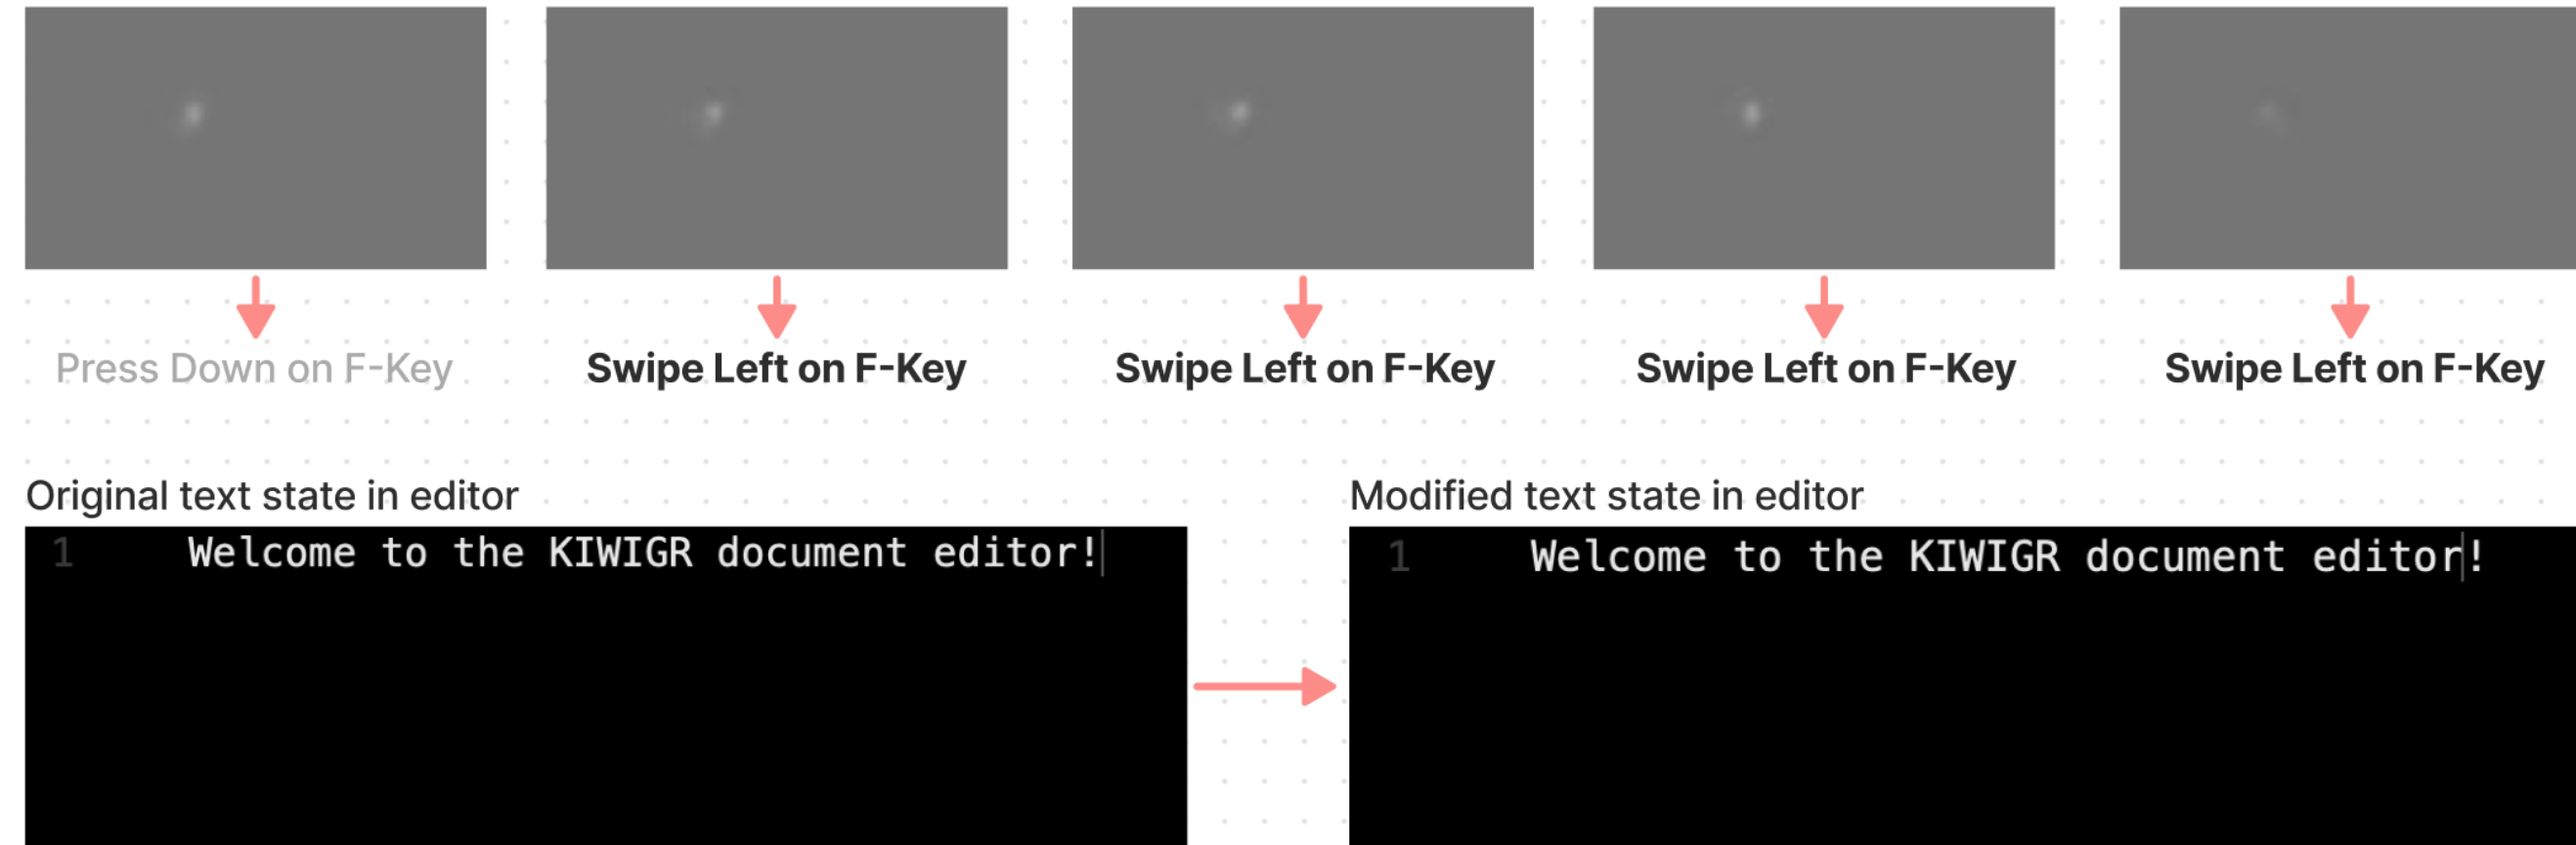 Press Down on F-Key
Swipe Left on F-Key
Swipe Left on F-Key
Swipe Left on F-Key
Swipe Left on F-Key
Original text state in editor
1 Welcome to the KIWIGR document editor!
Modified text state in editor
1 Welcome to the KIWIGR document editor!